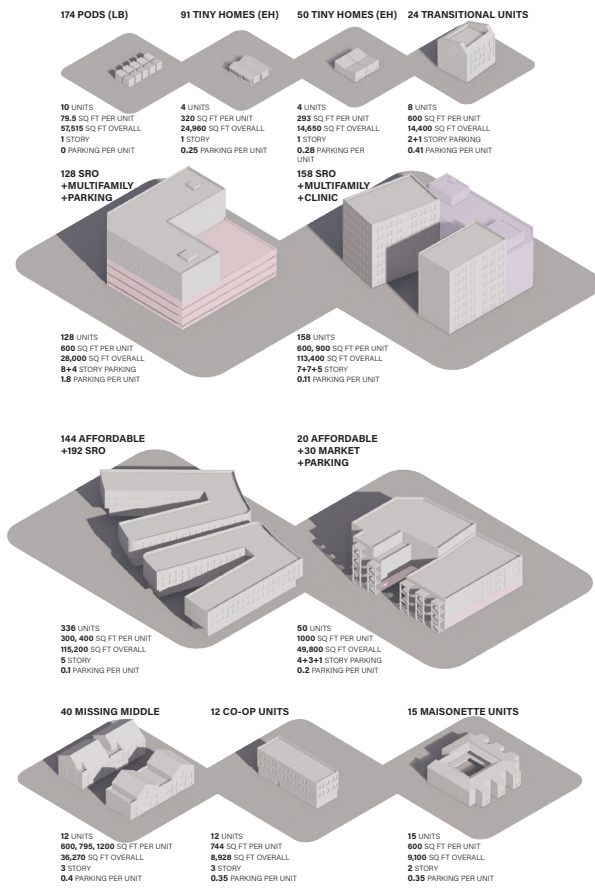 174 PODS (LB)
10 UNITS
79.5 SQ FT PER UNIT
57,515 SQ FT OVERALL
1 STORY
0 PARKING PER UNIT
91 TINY HOMES (EH)
4 UNITS
320 SQ FT PER UNIT
24,960 SQ FT OVERALL
1 STORY
0.25 PARKING PER UNIT
50 TINY HOMES (EH)
4 UNITS
293 SQ FT PER UNIT
14,650 SQ FT OVERALL
1 STORY
0.28 PARKING PER
UNIT
24 TRANSITIONAL UNITS
8 UNITS
600 SQ FT PER UNIT
14,400 SQ FT OVERALL
2+1 STORY PARKING
0.41 PARKING PER UNIT
128 SRO
+MULTIFAMILY
+PARKING
128 UNITS
600 SQ FT PER UNIT
28,000 SQ FT OVERALL
8+4 STORY PARKING
1.8 PARKING PER UNIT
158 SRO
+MULTIFAMILY
+CLINIC
158 UNITS
600, 900 SQ FT PER UNIT
113,400 SQ FT OVERALL
7+7+5 STORY
0.11 PARKING PER UNIT
144 AFFORDABLE
+192 SRO
336 UNITS
300, 400 SQ FT PER UNIT
115,200 SQ FT OVERALL
5 STORY
0.1 PARKING PER UNIT
20 AFFORDABLE
+30 MARKET
+PARKING
50 UNITS
1000 SQ FT PER UNIT
49,800 SQ FT OVERALL
4+3+1 STORY PARKING
0.2 PARKING PER UNIT
40 MISSING MIDDLE
12 UNITS
600, 795, 1200 SQ FT PER UNIT
36,270 SQ FT OVERALL
3 STORY
0.4 PARKING PER UNIT
12 CO-OP UNITS
12 UNITS
744 SQ FT PER UNIT
8,928 SQ FT OVERALL
3 STORY
0.35 PARKING PER UNIT
15 MAISONETTE UNITS
15 UNITS
600 SQ FT PER UNIT
9,100 SQ FT OVERALL
2 STORY
0.35 PARKING PER UNIT